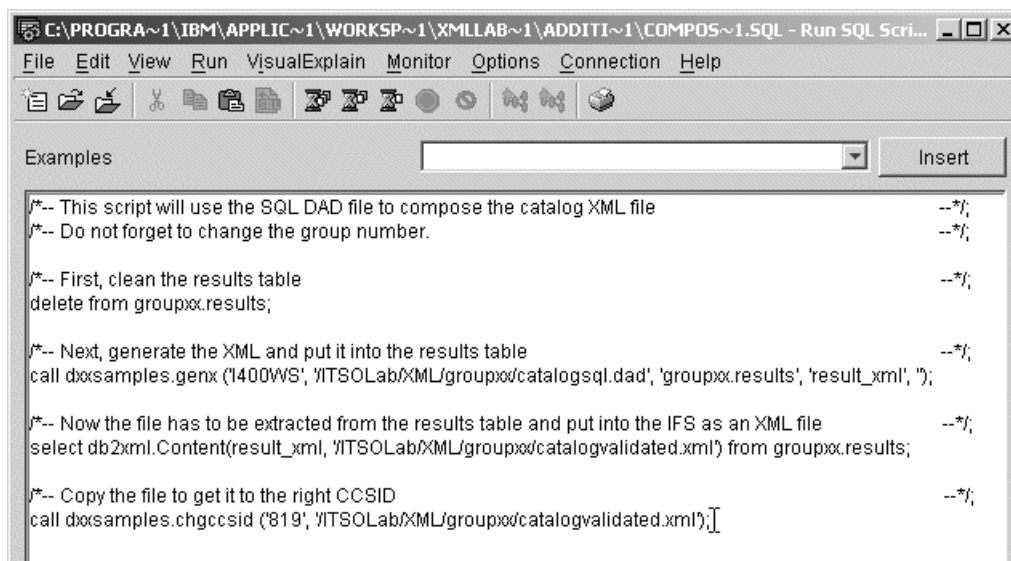 C:\PROGRA~1\IBM\APPLIC~1\WORKSP~1\XMLLAB~1\ADDITI~1\COMPOS~1.SQL - Run SQL Scri...
File Edit View Run VisualExplain Monitor Options Connection Help
Examples Insert
/*-- This script will use the SQL DAD file to compose the catalog XML file --*/;
/*-- Do not forget to change the group number. --*/;
/*-- First, clean the results table --*/;
delete from groupxx.results;
/*-- Next, generate the XML and put it into the results table --*/;
call dxxsamples.genx ('I400WS', '/ITSOLab/XML/groupxx/catalogsql.dad', 'groupxx.results', 'result_xml', '');
/*-- Now the file has to be extracted from the results table and put into the IFS as an XML file --*/;
select db2xml.Content(result_xml, '/ITSOLab/XML/groupxx/catalogvalidated.xml') from groupxx.results;
/*-- Copy the file to get it to the right CCSID --*/;
call dxxsamples.chgccsid ('819', '/ITSOLab/XML/groupxx/catalogvalidated.xml');